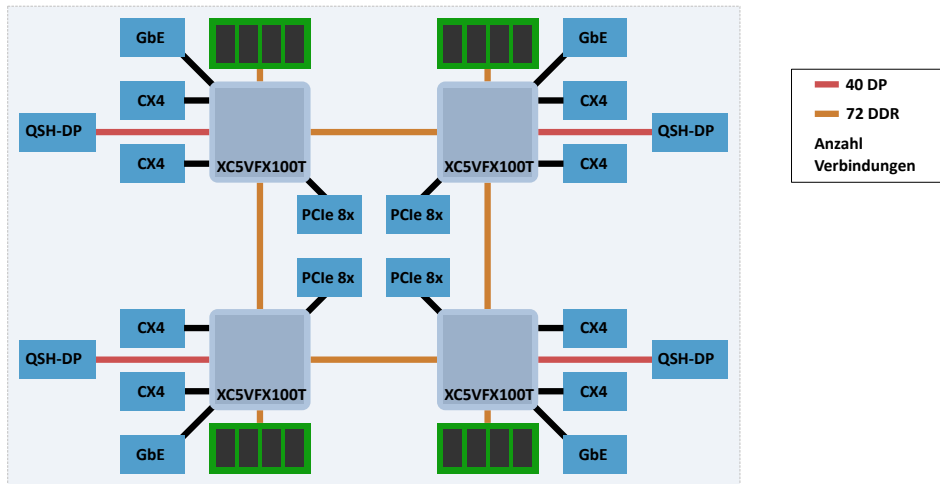 GbE
GbE
CX4
CX4
QSH-DP
QSH-DP
CX4
CX4
XC5VFX100T
XC5VFX100T
PCIe 8x
PCIe 8x
PCIe 8x
PCIe 8x
CX4
CX4
QSH-DP
QSH-DP
CX4
CX4
XC5VFX100T
XC5VFX100T
GbE
GbE
40 DP
72 DDR
Anzahl
Verbindungen